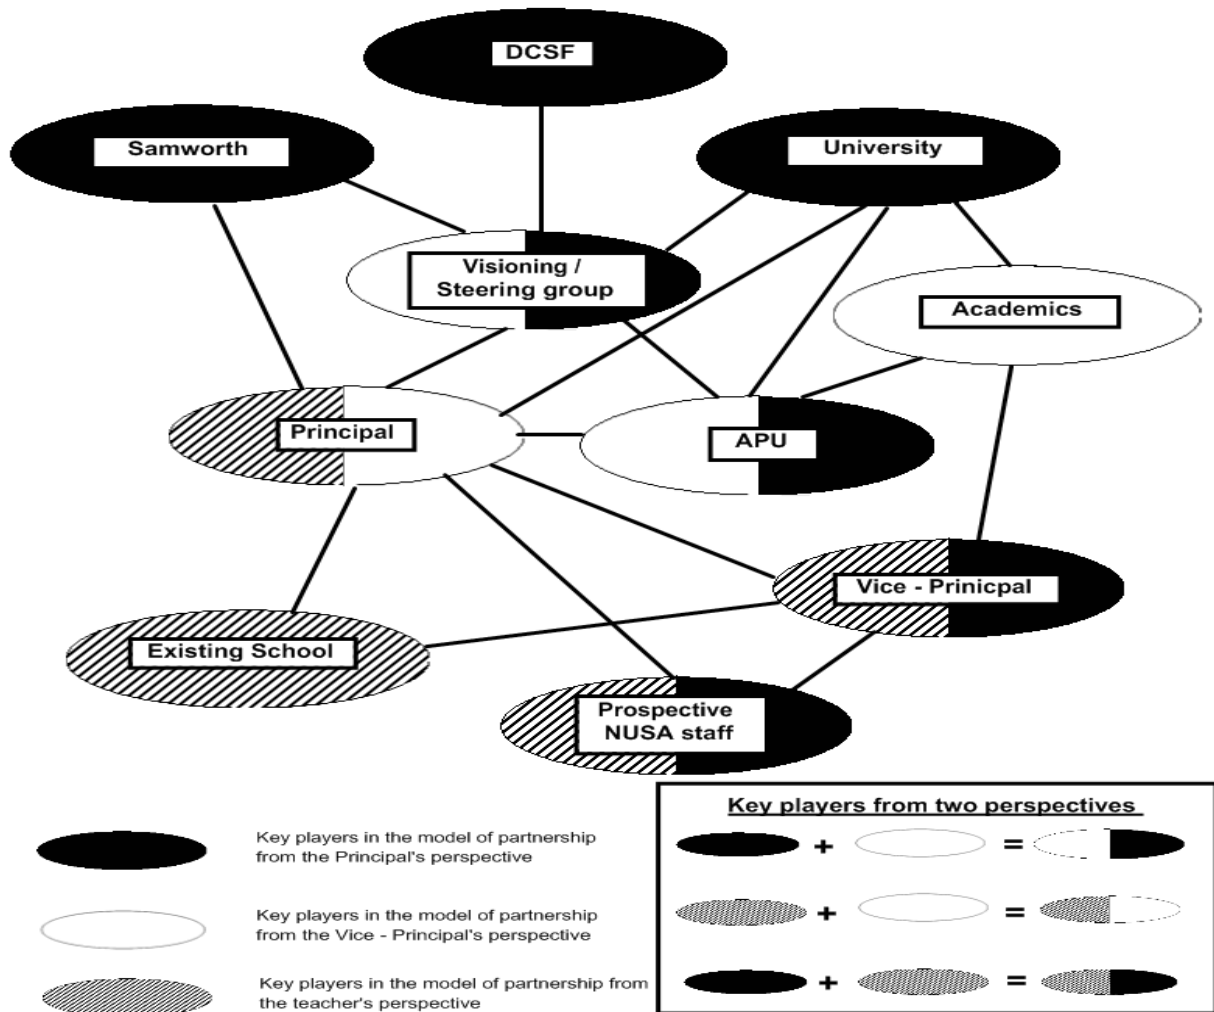 DCSF
Samworth
University
Visioning /
Steering group
Academics
Principal
APU
Vice - Prinicpal
Existing School
Prospective
NUSA staff
Key players in the model of partnership
from the Principal's perspective
Key players in the model of partnership
from the Vice - Principal's perspective
Key players in the model of partnership from
the teacher's perspective
Key players from two perspectives
+ =
+ =
+ =